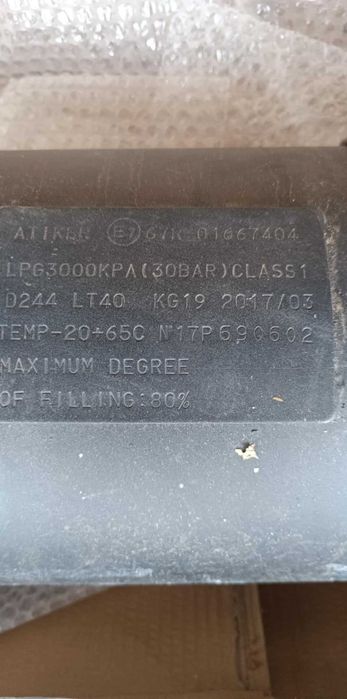 ATIKER E7 67R 01667404
LPG3000KPA(30BAR)CLASS1
D244 LT40 KG19 2017/03
TEMP-20+65C N°17P690602
MAXIMUM DEGREE
OF FILLING:80%